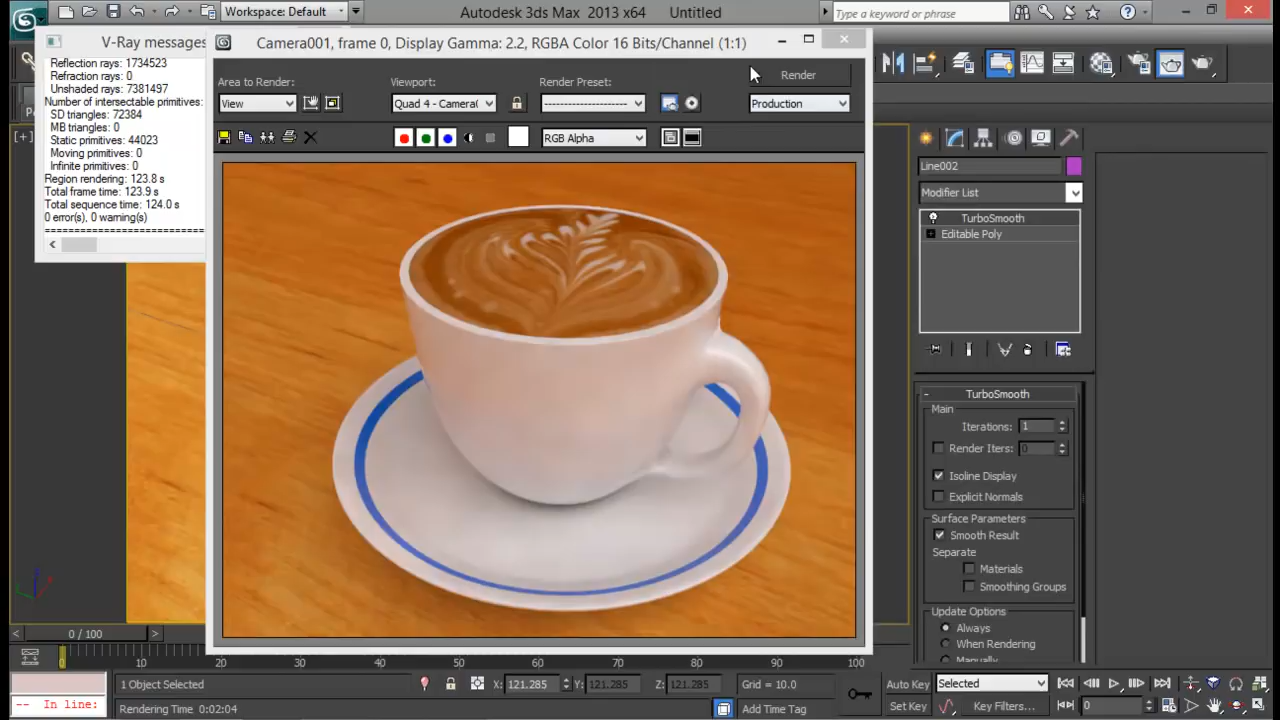 Workspace: Default
Autodesk 3ds Max 2013 x64
Untitled
Type a keyword or phrase
V-Ray messages
Reflection rays: 1734523
Refraction rays: 0
Unshaded rays: 7381497
Number of intersectable primitives:
SD triangles: 72384
MB triangles: 0
Static primitives: 44023
Moving primitives: 0
Infinite primitives: 0
Region rendering: 123.8 s
Total frame time: 123.9 s
Total sequence time: 124.0 s
0 error(s), 0 warning(s)
Camera001, frame 0, Display Gamma: 2.2, RGBA Color 16 Bits/Channel (1:1)
Area to Render:
Viewport:
Render Preset:
Render
View
Quad 4 - Camera
Production
RGB Alpha
[+]
Line002
Modifier List
TurboSmooth
Editable Poly
TurboSmooth
Main
Iterations: 1
Render Iters: 0
Isoline Display
Explicit Normals
Surface Parameters
Smooth Result
Separate
Materials
Smoothing Groups
Update Options
Always
When Rendering
Manually
0 / 100
0 10 20 30 40 50 60 70 80 90 100
1 Object Selected
X: 121.285
Y: 121.285
Z: 121.285
Grid = 10.0
Auto Key
Selected
-- In line:
Rendering Time 0:02:04
Add Time Tag
Set Key
Key Filters...
0